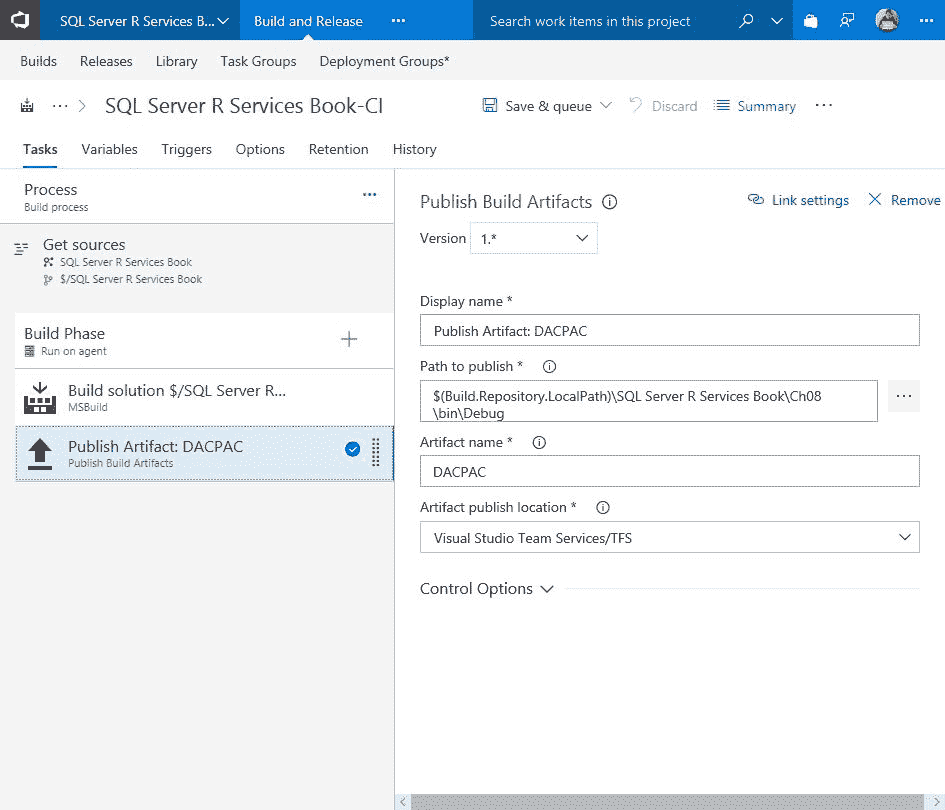 SQL Server R Services B...
Build and Release
...
Search work items in this project
...
Builds
Releases
Library
Task Groups
Deployment Groups*
... > SQL Server R Services Book-CI
Save & queue
Discard
Summary
...
Tasks
Variables
Triggers
Options
Retention
History
Process
...
Build process
Get sources
SQL Server R Services Book
$/SQL Server R Services Book
Build Phase
Run on agent
Build solution $/SQL Server R...
MSBuild
Publish Artifact: DACPAC
Publish Build Artifacts
Publish Build Artifacts
Link settings
Remove
Version
1.*
Display name *
Publish Artifact: DACPAC
Path to publish *
$(Build.Repository.LocalPath)\SQL Server R Services Book\Ch08
\bin\Debug
...
Artifact name *
DACPAC
Artifact publish location *
Visual Studio Team Services/TFS
Control Options